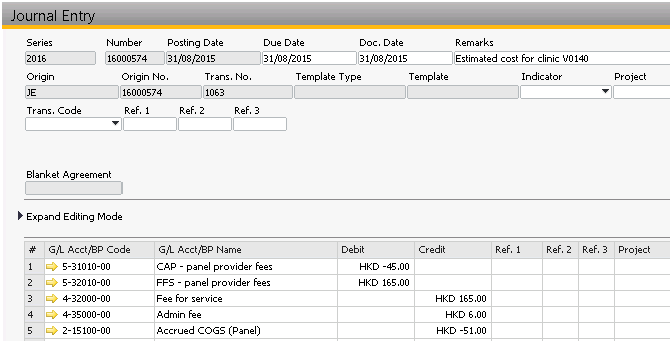 Journal Entry
Series Number Posting Date Due Date Doc. Date Remarks
2016 16000574 31/08/2015 31/08/2015 31/08/2015 Estimated cost for clinic V0140
Origin Origin No. Trans. No. Template Type Template Indicator Project
JE 16000574 1063
Trans. Code Ref. 1 Ref. 2 Ref. 3
Blanket Agreement
Expand Editing Mode
# G/L Acct/BP Code G/L Acct/BP Name Debit Credit Ref. 1 Ref. 2 Ref. 3 Project
1 5-31010-00 CAP - panel provider fees HKD -45.00
2 5-32010-00 FFS - panel provider fees HKD 165.00
3 4-32000-00 Fee for service HKD 165.00
4 4-35000-00 Admin fee HKD 6.00
5 2-15100-00 Accrued COGS (Panel) HKD -51.00